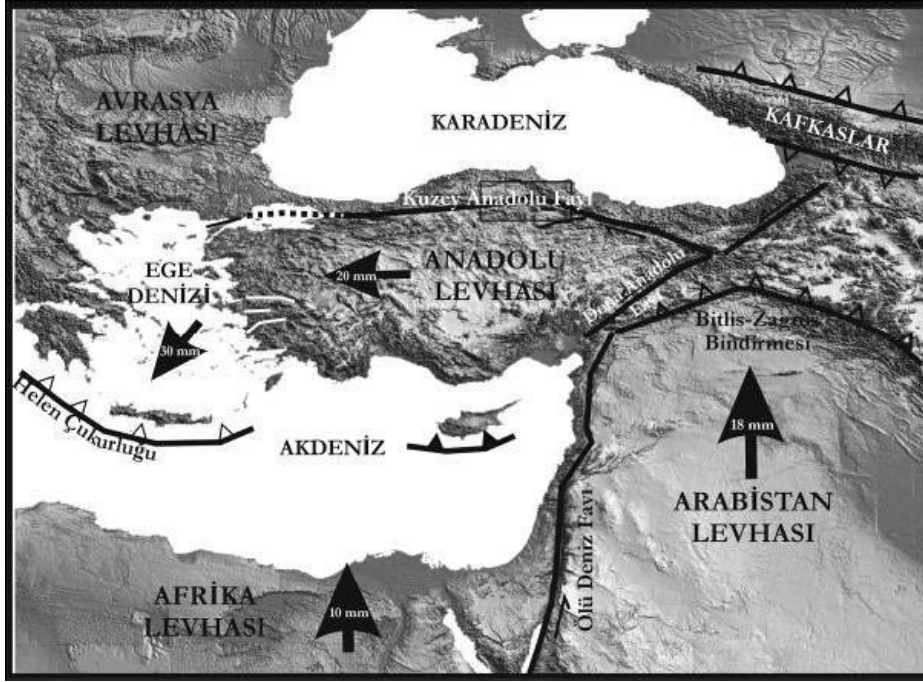 AVRASYA
LEVHASI
KARADENİZ
KAFKASLAR
Kuzey Anadolu Fayı
EGE
DENİZİ
20 mm
ANADOLU
LEVHASI
Doğu Anadolu
Fayı
30 mm
Bitlis-Zagros
Bindirmesi
Helen Çukurluğu
AKDENİZ
18 mm
ARABİSTAN
LEVHASI
Ölü Deniz Fayı
AFRİKA
LEVHASI
10 mm